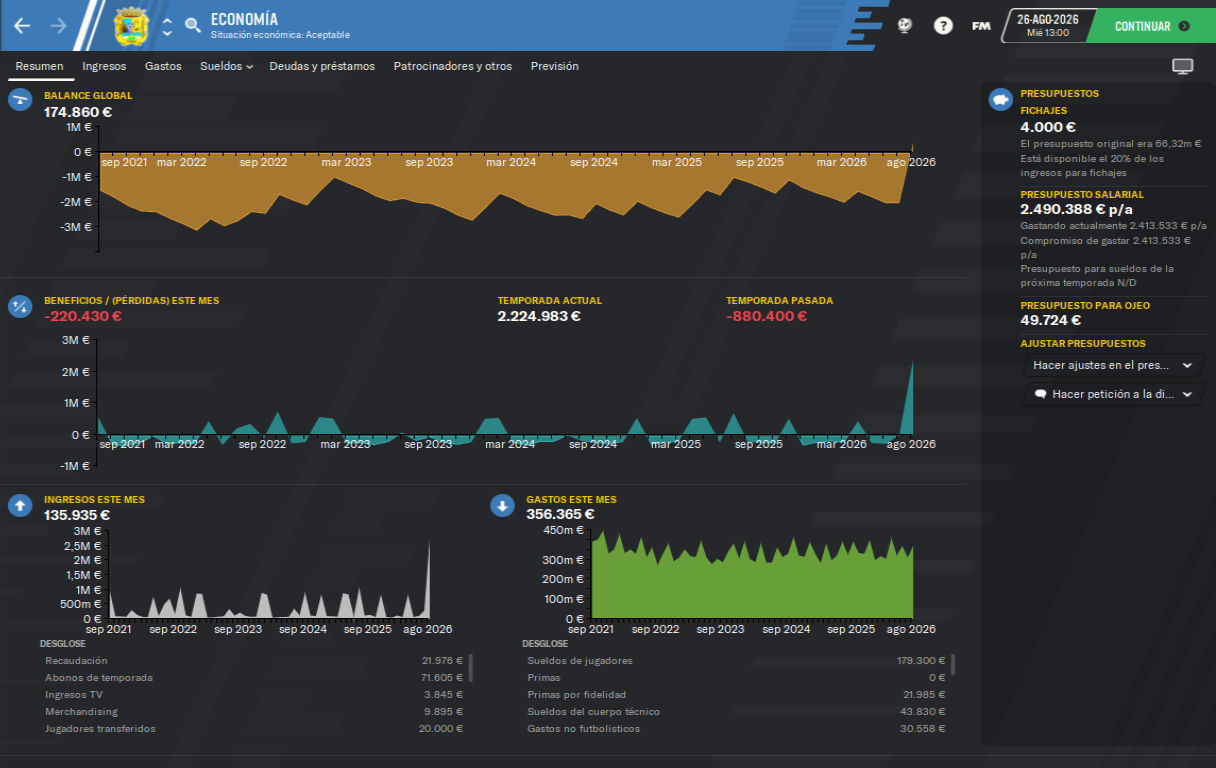 ECONOMÍA
Situación económica: Aceptable
?
FM
26-AGO-2026
Mié 13:00
CONTINUAR
Resumen
Ingresos
Gastos
Sueldos
Deudas y préstamos
Patrocinadores y otros
Previsión
BALANCE GLOBAL
174.860 €
1M €
0 €
-1M €
-2M €
-3M €
sep 2021
mar 2022
sep 2022
mar 2023
sep 2023
mar 2024
sep 2024
mar 2025
sep 2025
mar 2026
ago 2026
BENEFICIOS / (PÉRDIDAS) ESTE MES
-220.430 €
TEMPORADA ACTUAL
2.224.983 €
TEMPORADA PASADA
-880.400 €
3M €
2M €
1M €
0 €
-1M €
sep 2021
mar 2022
sep 2022
mar 2023
sep 2023
mar 2024
sep 2024
mar 2025
sep 2025
mar 2026
ago 2026
INGRESOS ESTE MES
135.935 €
3M €
2,5M €
2M €
1,5M €
1M €
500m €
0 €
sep 2021
sep 2022
sep 2023
sep 2024
sep 2025
ago 2026
DESGLOSE
Recaudación 21.976 €
Abonos de temporada 71.605 €
Ingresos TV 3.845 €
Merchandising 9.895 €
Jugadores transferidos 20.000 €
GASTOS ESTE MES
356.365 €
450m €
300m €
200m €
100m €
0 €
sep 2021
sep 2022
sep 2023
sep 2024
sep 2025
ago 2026
DESGLOSE
Sueldos de jugadores 179.300 €
Primas 0 €
Primas por fidelidad 21.985 €
Sueldos del cuerpo técnico 43.830 €
Gastos no futbolísticos 30.558 €
PRESUPUESTOS
FICHAJES
4.000 €
El presupuesto original era 66,32m €
Está disponible el 20% de los
ingresos para fichajes
PRESUPUESTO SALARIAL
2.490.388 € p/a
Gastando actualmente 2.413.533 € p/a
Compromiso de gastar 2.413.533 €
p/a
Presupuesto para sueldos de la
próxima temporada N/D
PRESUPUESTO PARA OJEO
49.724 €
AJUSTAR PRESUPUESTOS
Hacer ajustes en el pres...
Hacer petición a la di...